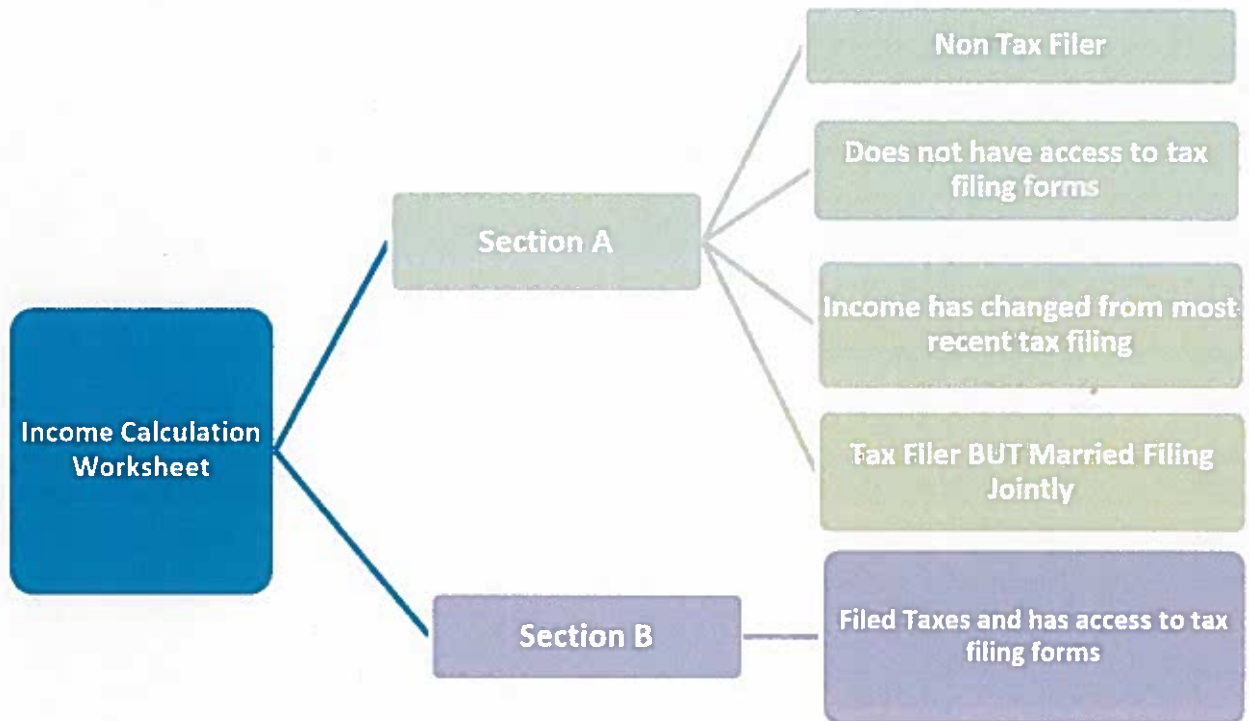 Non Tax Filer
Does not have access to tax
filing forms
Section A
Income has changed from most
recent tax filing
Income Calculation
Worksheet
Tax Filer BUT Married Filing
Jointly
Section B
Filed Taxes and has access to tax
filing forms